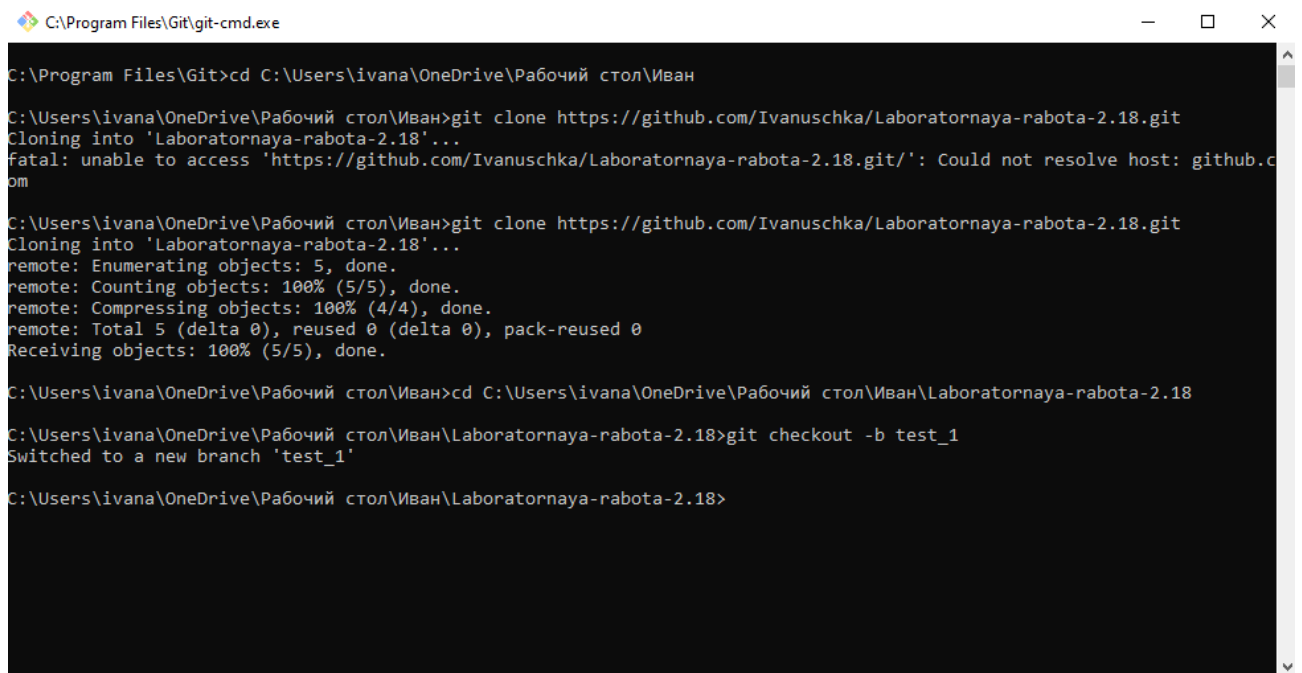 C:\Program Files\Git\git-cmd.exe
C:\Program Files\Git>cd C:\Users\ivana\OneDrive\Рабочий стол\Иван
C:\Users\ivana\OneDrive\Рабочий стол\Иван>git clone https://github.com/Ivanuschka/Laboratornaya-rabota-2.18.git
Cloning into 'Laboratornaya-rabota-2.18'...
fatal: unable to access 'https://github.com/Ivanuschka/Laboratornaya-rabota-2.18.git/': Could not resolve host: github.c
om
C:\Users\ivana\OneDrive\Рабочий стол\Иван>git clone https://github.com/Ivanuschka/Laboratornaya-rabota-2.18.git
Cloning into 'Laboratornaya-rabota-2.18'...
remote: Enumerating objects: 5, done.
remote: Counting objects: 100% (5/5), done.
remote: Compressing objects: 100% (4/4), done.
remote: Total 5 (delta 0), reused 0 (delta 0), pack-reused 0
Receiving objects: 100% (5/5), done.
C:\Users\ivana\OneDrive\Рабочий стол\Иван>cd C:\Users\ivana\OneDrive\Рабочий стол\Иван\Laboratornaya-rabota-2.18
C:\Users\ivana\OneDrive\Рабочий стол\Иван\Laboratornaya-rabota-2.18>git checkout -b test_1
Switched to a new branch 'test_1'
C:\Users\ivana\OneDrive\Рабочий стол\Иван\Laboratornaya-rabota-2.18>